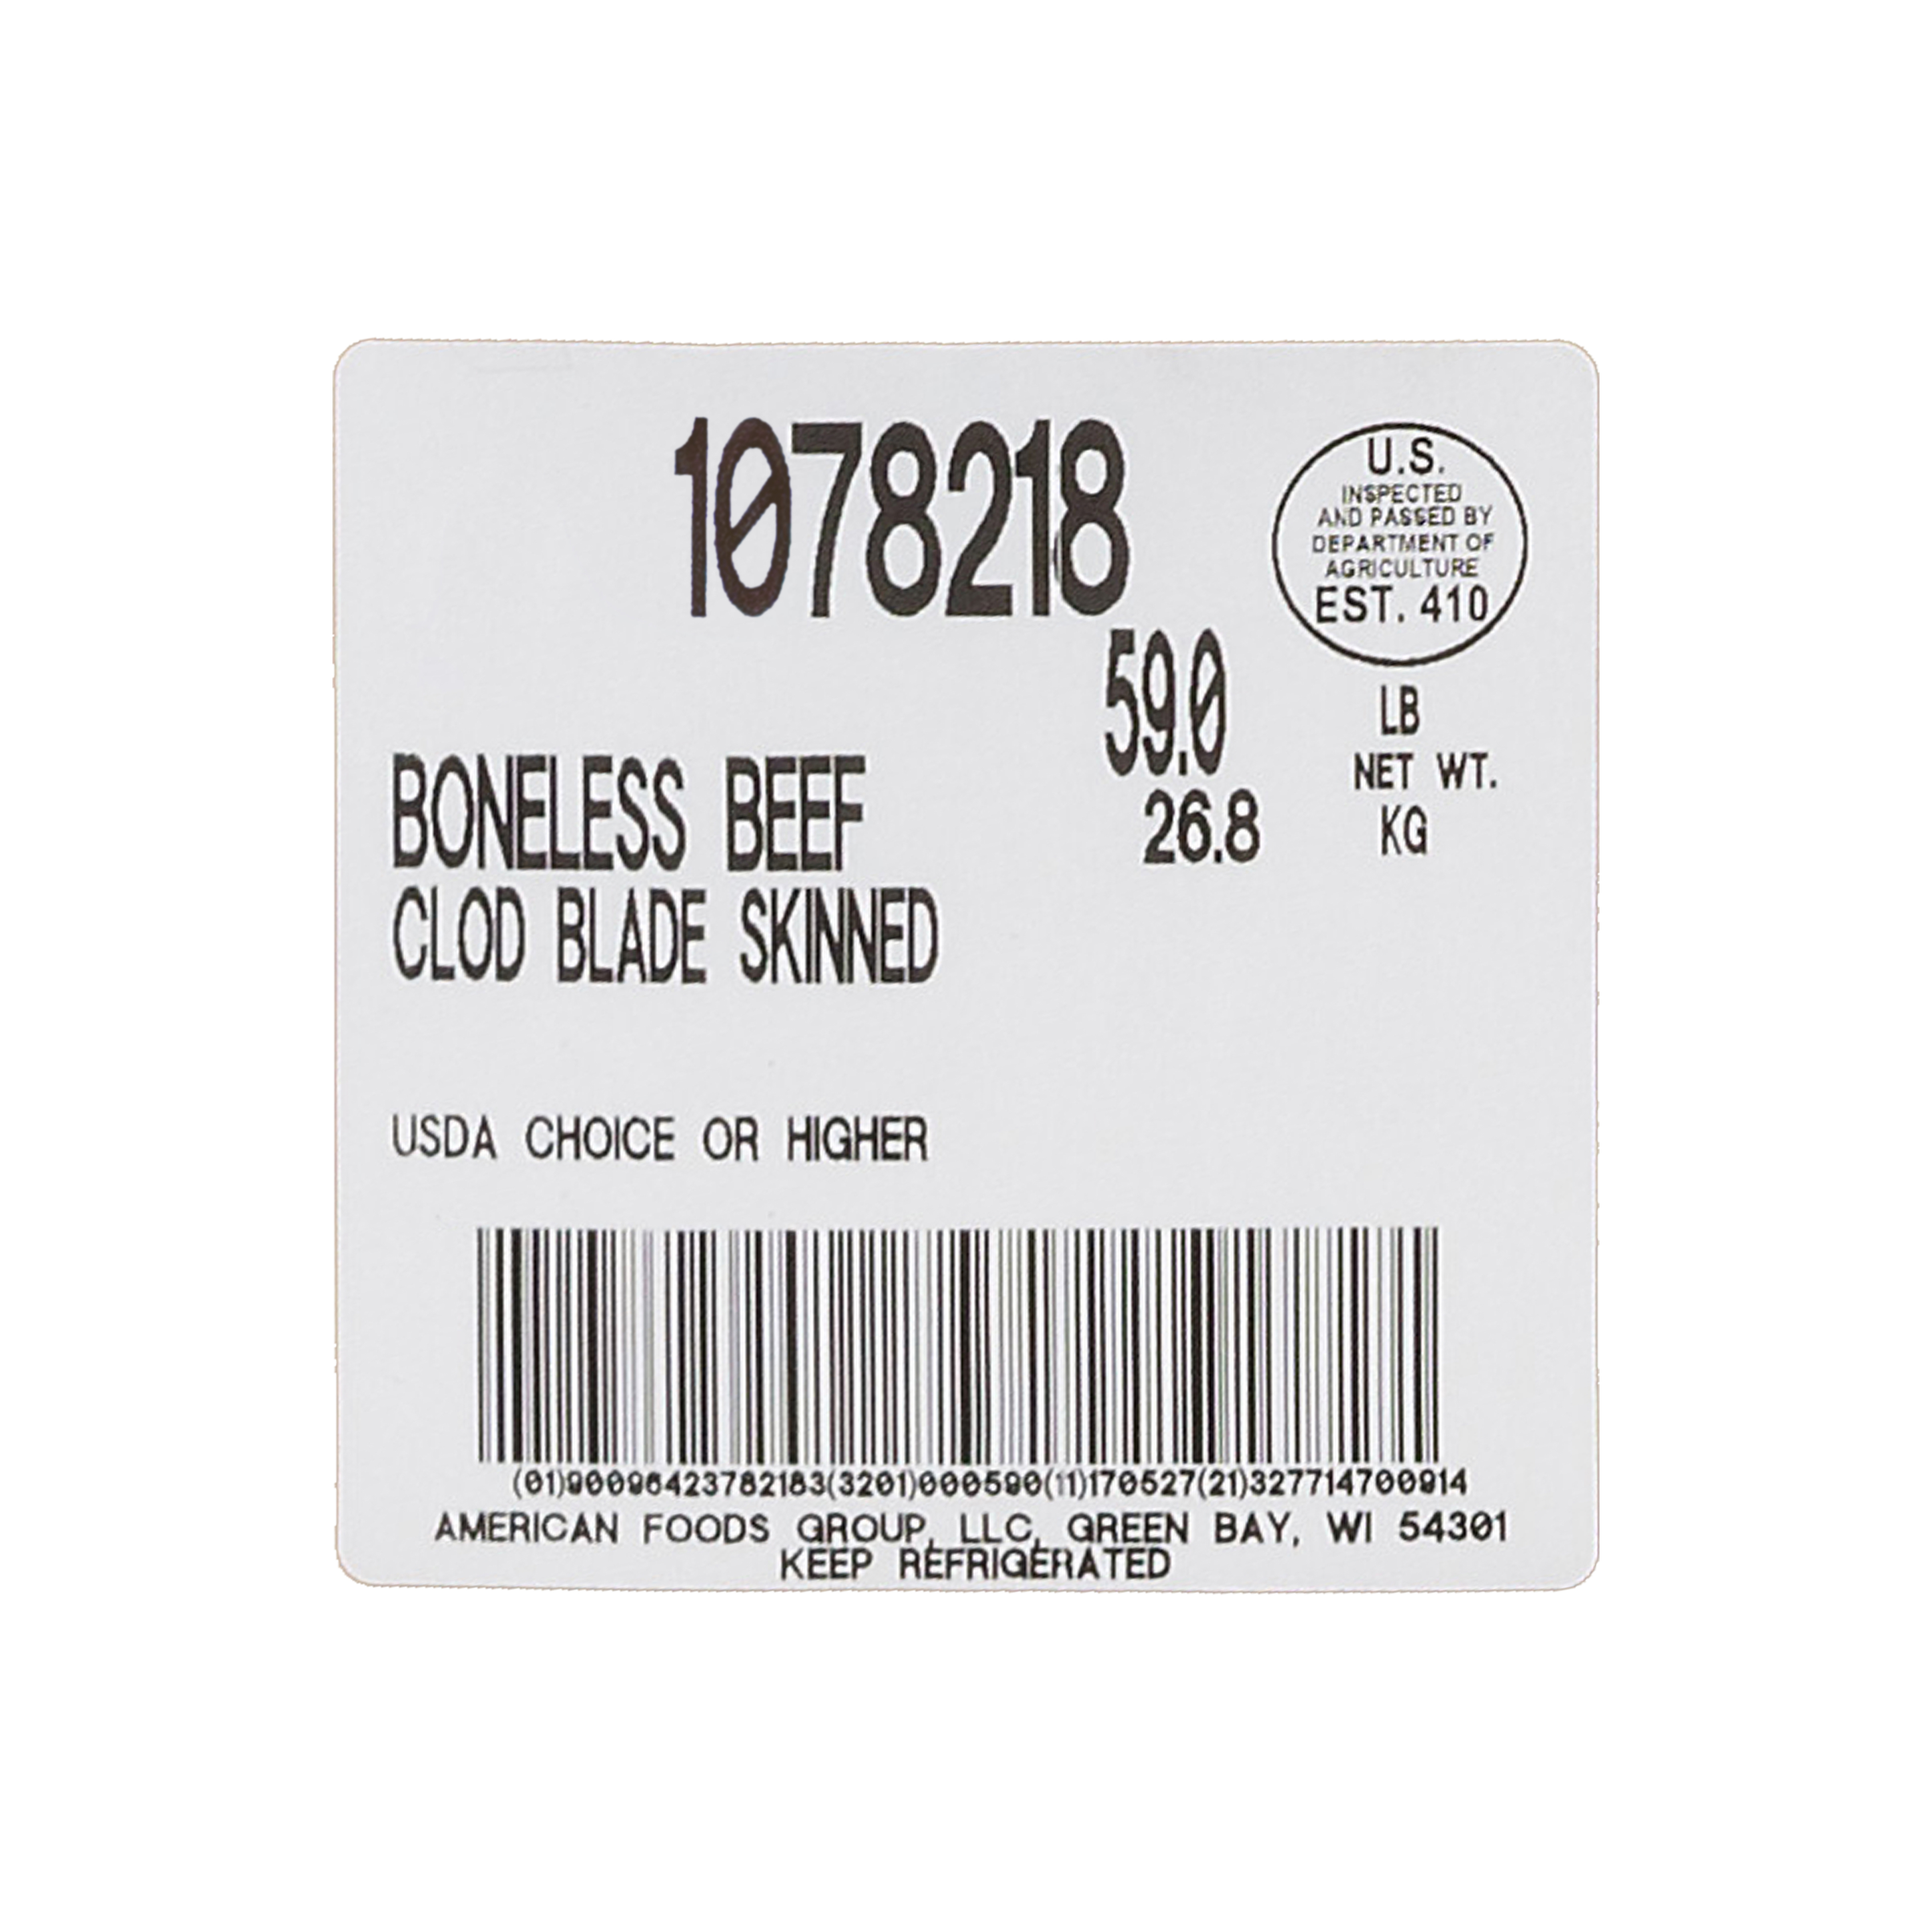 1078218
U.S.
INSPECTED
AND PASSED BY
DEPARTMENT OF
AGRICULTURE
EST. 410
59.0 LB
NET WT.
26.8 KG
BONELESS BEEF
CLOD BLADE SKINNED
USDA CHOICE OR HIGHER
(01)90096423782183(3201)000590(11)170527(21)327714700914
AMERICAN FOODS GROUP, LLC, GREEN BAY, WI 54301
KEEP REFRIGERATED